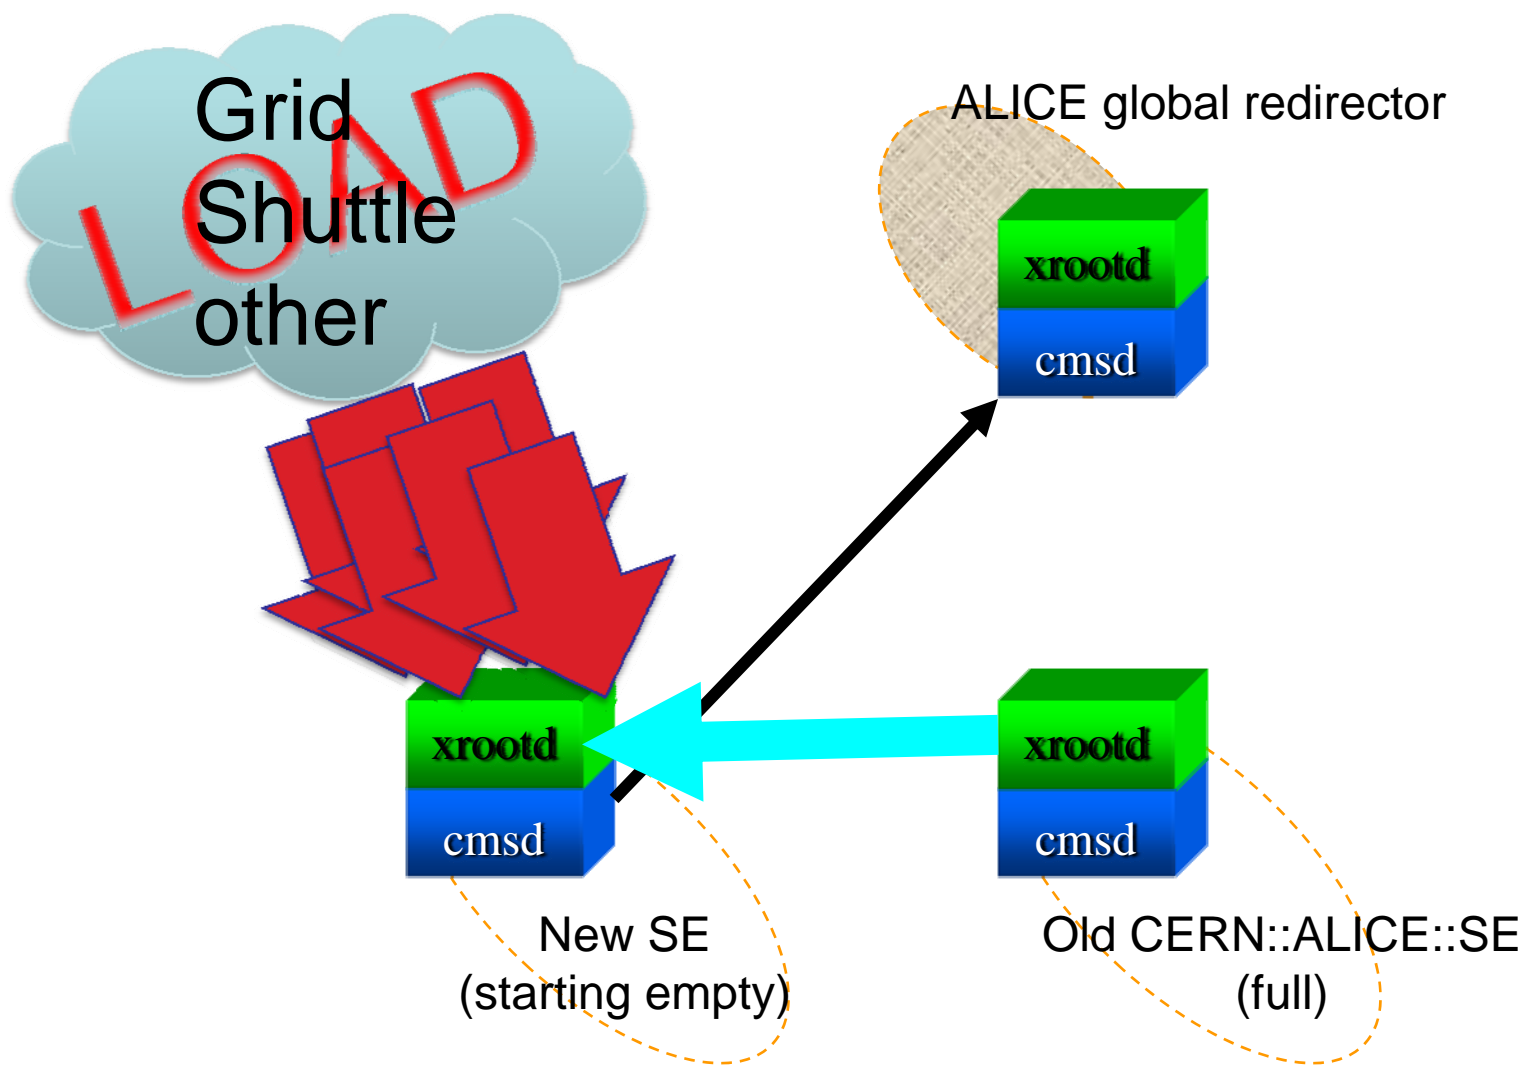 Grid
Shuttle
other
LOAD
ALICE global redirector
xrootd
cmsd
xrootd
cmsd
New SE
(starting empty)
xrootd
cmsd
Old CERN::ALICE::SE
(full)